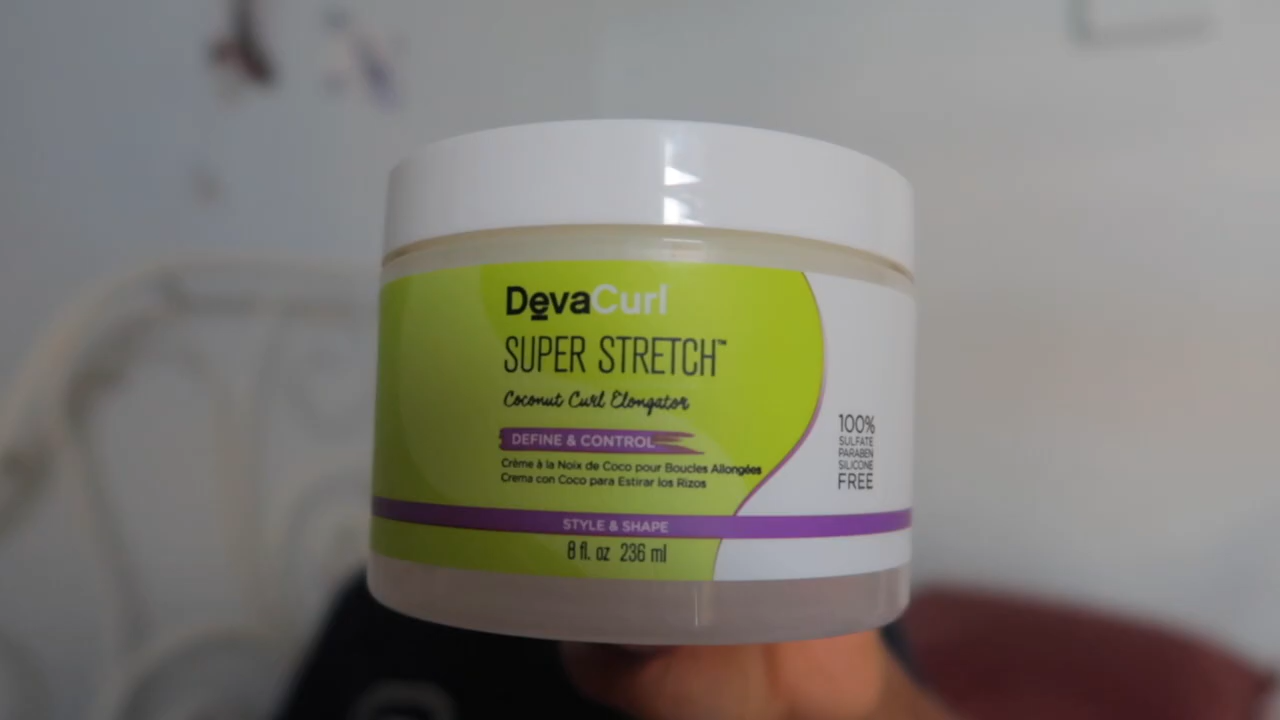 DevaCurl
SUPER STRETCH™
Coconut Curl Elongator
DEFINE & CONTROL
Crème à la Noix de Coco pour Boucles Allongées
Crema con Coco para Estirar los Rizos
100%
SULFATE
PARABEN
SILICONE
FREE
STYLE & SHAPE
8 fl. oz 236 ml